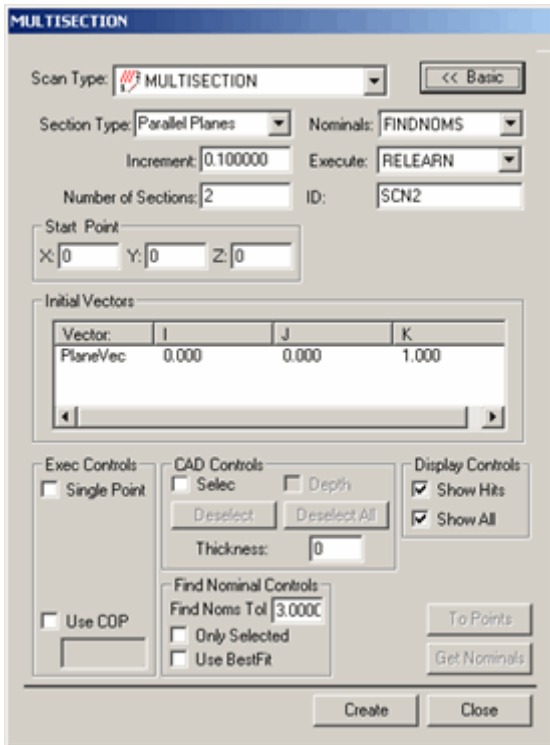 MULTISECTION
Scan Type: MULTISECTION << Basic
Section Type: Parallel Planes Nominals: FINDNOMS
Increment: 0.100000 Execute: RELEARN
Number of Sections: 2 ID: SCN2
Start Point
X: 0 Y: 0 Z: 0
Initial Vectors
Vector: I J K
PlaneVec 0.000 0.000 1.000
Exec Controls CAD Controls Display Controls
Single Point Selec Depth Show Hits
Deselect Deselect All Show All
Thickness: 0
Find Nominal Controls
Use COP Find Noms Tol 3.000 To Points
Only Selected
Use BestFit Get Nominals
Create Close